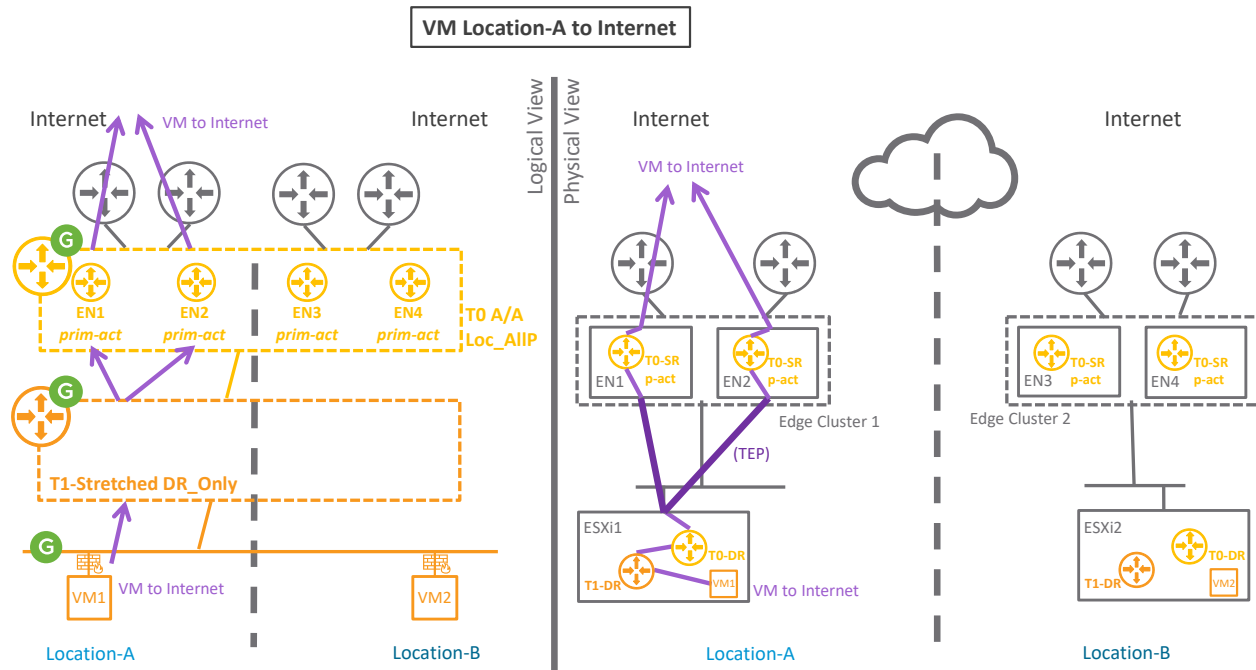 VM Location-A to Internet
Logical View
Physical View
Internet
VM to Internet
Internet
G
EN1
prim-act
EN2
prim-act
EN3
prim-act
EN4
prim-act
T0 A/A
Loc_AllP
G
T1-Stretched DR_Only
G
VM1
VM to Internet
VM2
Location-A
Location-B
Internet
VM to Internet
Internet
T0-SR
p-act
EN1
T0-SR
p-act
EN2
Edge Cluster 1
T0-SR
p-act
EN3
T0-SR
p-act
EN4
Edge Cluster 2
(TEP)
ESXi1
T0-DR
T1-DR
VM1
VM to Internet
ESXi2
T0-DR
T1-DR
VM2
Location-A
Location-B